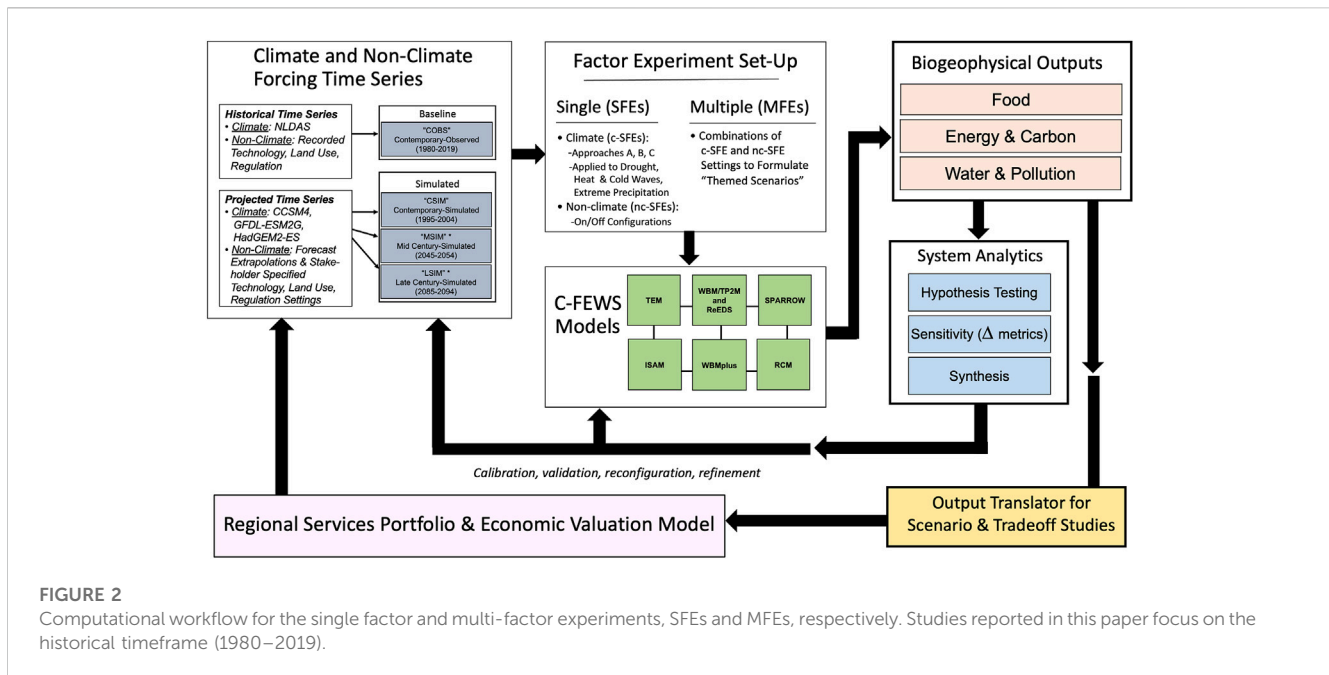 Climate and Non-Climate
Forcing Time Series
Historical Time Series
• Climate: NLDAS
• Non-Climate: Recorded
Technology, Land Use,
Regulation
Baseline
"COBS"
Contemporary-Observed
(1980-2019)
Projected Time Series
• Climate: CCSM4,
GFDL-ESM2G,
HadGEM2-ES
• Non-Climate: Forecast
Extrapolations & Stake-
holder Specified
Technology, Land Use,
Regulation Settings
Simulated
"CSIM"
Contemporary-Simulated
(1995-2004)
"MSIM" *
Mid Century-Simulated
(2045-2054)
"LSIM" *
Late Century-Simulated
(2085-2094)
Factor Experiment Set-Up
Single (SFEs)
• Climate (c-SFEs):
-Approaches A, B, C
-Applied to Drought,
Heat & Cold Waves,
Extreme Precipitation
• Non-climate (nc-SFEs):
-On/Off Configurations
Multiple (MFEs)
• Combinations of
c-SFE and nc-SFE
Settings to Formulate
"Themed Scenarios"
C-FEWS
Models
TEM
WBM/TP2M
and
ReEDS
SPARROW
ISAM
WBMplus
RCM
Biogeophysical Outputs
Food
Energy & Carbon
Water & Pollution
System Analytics
Hypothesis Testing
Sensitivity (Δ metrics)
Synthesis
Calibration, validation, reconfiguration, refinement
Regional Services Portfolio & Economic Valuation Model
Output Translator for
Scenario & Tradeoff Studies
FIGURE 2
Computational workflow for the single factor and multi-factor experiments, SFEs and MFEs, respectively. Studies reported in this paper focus on the
historical timeframe (1980–2019).